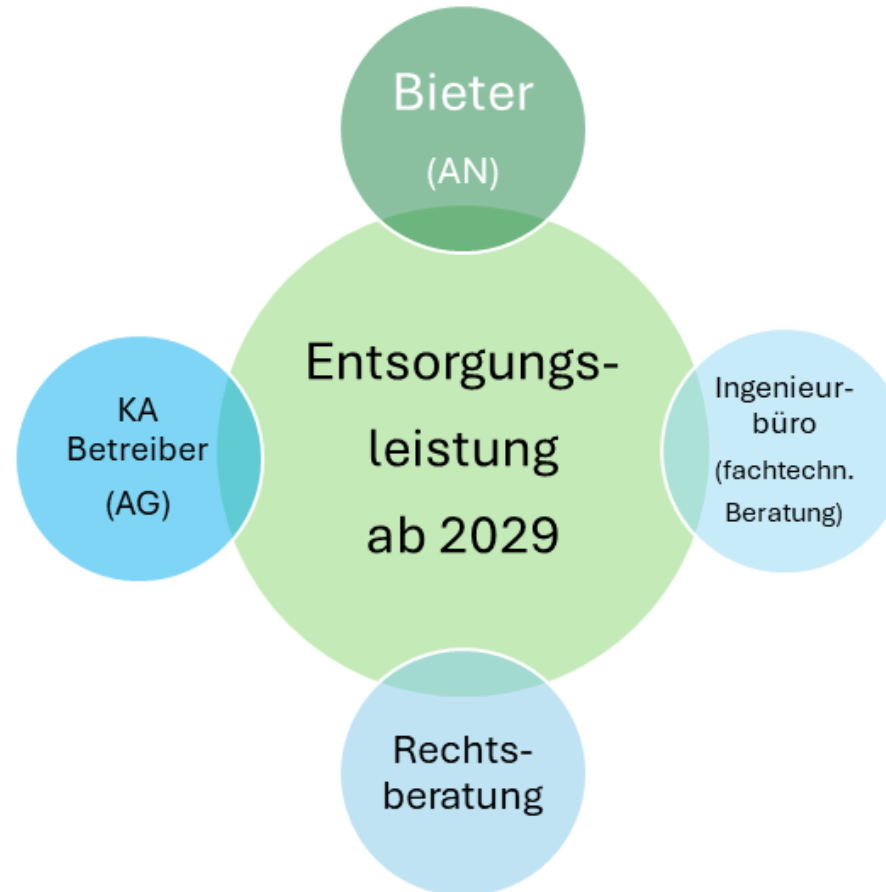 Bieter
(AN)
Entsorgungs-
leistung
ab 2029
KA
Betreiber
(AG)
Ingenieur-
büro
(fachtechn.
Beratung)
Rechts-
beratung